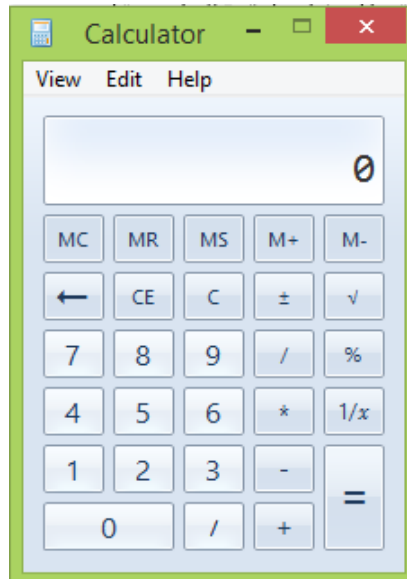 Calculator
View Edit Help
0
MC MR MS M+ M-
← CE C ± √
7 8 9 / %
4 5 6 * 1/x
1 2 3 - =
0 / +